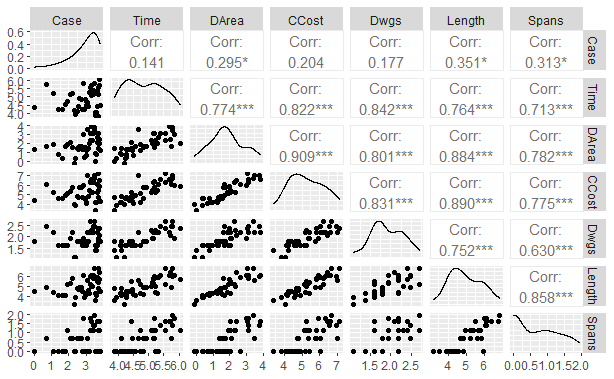 Case Time DArea CCost Dwgs Length Spans
0.6 Corr: Corr: Corr: Corr: Corr: Corr: Case
0.4
0.2 0.141 0.295* 0.204 0.177 0.351* 0.313*
0.0
6.0 Corr: Corr: Corr: Corr: Corr: Time
5.5
5.0
4.5 0.774*** 0.822*** 0.842*** 0.764*** 0.713***
4.0
4 Corr: Corr: Corr: Corr: DArea
3
2
1 0.909*** 0.801*** 0.884*** 0.782***
0
7 Corr: Corr: Corr: CCost
6
5 0.831*** 0.890*** 0.775***
4
2.5 Corr: Corr: Dwgs
2.0
1.5 0.752*** 0.630***
6 Corr: Length
5
4 0.858***
2.0 Spans
1.5
1.0
0.5
0.0
0 1 2 3 4.04.55.05.56.0 0 1 2 3 4 4 5 6 7 1.5 2.0 2.5 4 5 6 0.00.51.01.52.0